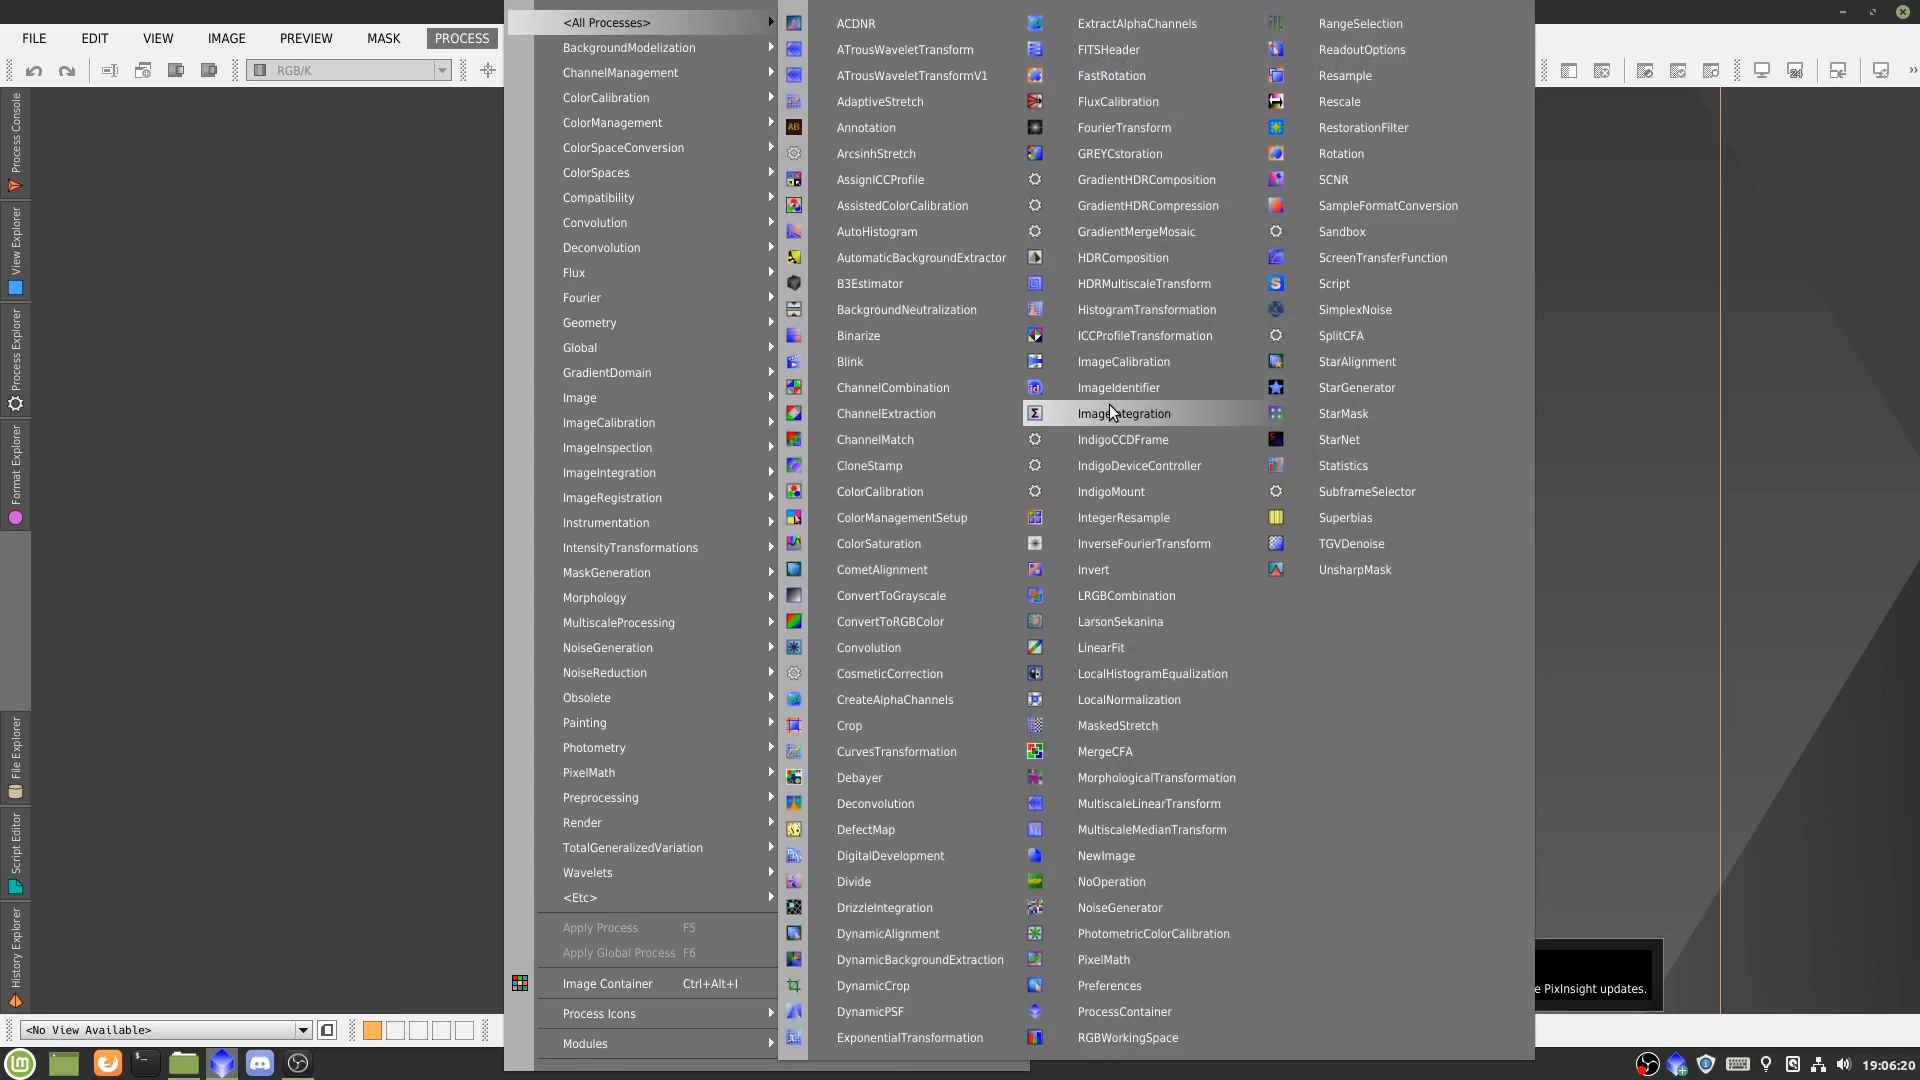 FILE
EDIT
VIEW
IMAGE
PREVIEW
MASK
PROCESS
RGB/K
Process Console
View Explorer
Process Explorer
Format Explorer
File Explorer
Script Editor
History Explorer
<All Processes>
BackgroundModelization
ChannelManagement
ColorCalibration
ColorManagement
ColorSpaceConversion
ColorSpaces
Compatibility
Convolution
Deconvolution
Flux
Fourier
Geometry
Global
GradientDomain
Image
ImageCalibration
ImageInspection
ImageIntegration
ImageRegistration
Instrumentation
IntensityTransformations
MaskGeneration
Morphology
MultiscaleProcessing
NoiseGeneration
NoiseReduction
Obsolete
Painting
Photometry
PixelMath
Preprocessing
Render
TotalGeneralizedVariation
Wavelets
<Etc>
Apply Process F5
Apply Global Process F6
Image Container Ctrl+Alt+I
Process Icons
Modules
ACDNR
ATrousWaveletTransform
ATrousWaveletTransformV1
AdaptiveStretch
AB
Annotation
ArcsinhStretch
AssignICCProfile
AssistedColorCalibration
AutoHistogram
AutomaticBackgroundExtractor
B3Estimator
BackgroundNeutralization
Binarize
Blink
ChannelCombination
ChannelExtraction
ChannelMatch
CloneStamp
ColorCalibration
ColorManagementSetup
ColorSaturation
CometAlignment
ConvertToGrayscale
ConvertToRGBColor
Convolution
CosmeticCorrection
CreateAlphaChannels
Crop
CurvesTransformation
Debayer
Deconvolution
DefectMap
DigitalDevelopment
Divide
DrizzleIntegration
DynamicAlignment
DynamicBackgroundExtraction
DynamicCrop
DynamicPSF
ExponentialTransformation
ExtractAlphaChannels
FITSHeader
FastRotation
FluxCalibration
FourierTransform
GREYCstoration
GradientHDRComposition
GradientHDRCompression
GradientMergeMosaic
HDRComposition
HDRMultiscaleTransform
HistogramTransformation
ICCProfileTransformation
ImageCalibration
ImageIdentifier
Σ
ImageIntegration
IndigoCCDFrame
IndigoDeviceController
IndigoMount
IntegerResample
InverseFourierTransform
Invert
LRGBCombination
LarsonSekanina
LinearFit
LocalHistogramEqualization
LocalNormalization
MaskedStretch
MergeCFA
MorphologicalTransformation
MultiscaleLinearTransform
MultiscaleMedianTransform
NewImage
NOP
NoOperation
NoiseGenerator
PhotometricColorCalibration
PixelMath
Preferences
ProcessContainer
RGBWorkingSpace
RangeSelection
ReadoutOptions
Resample
Rescale
RestorationFilter
Rotation
SCNR
SampleFormatConversion
Sandbox
ScreenTransferFunction
S
Script
SimplexNoise
SplitCFA
StarAlignment
StarGenerator
StarMask
StarNet
Statistics
SubframeSelector
Superbias
TGVDenoise
UnsharpMask
24
e PixInsight updates.
<No View Available>
19:06:20